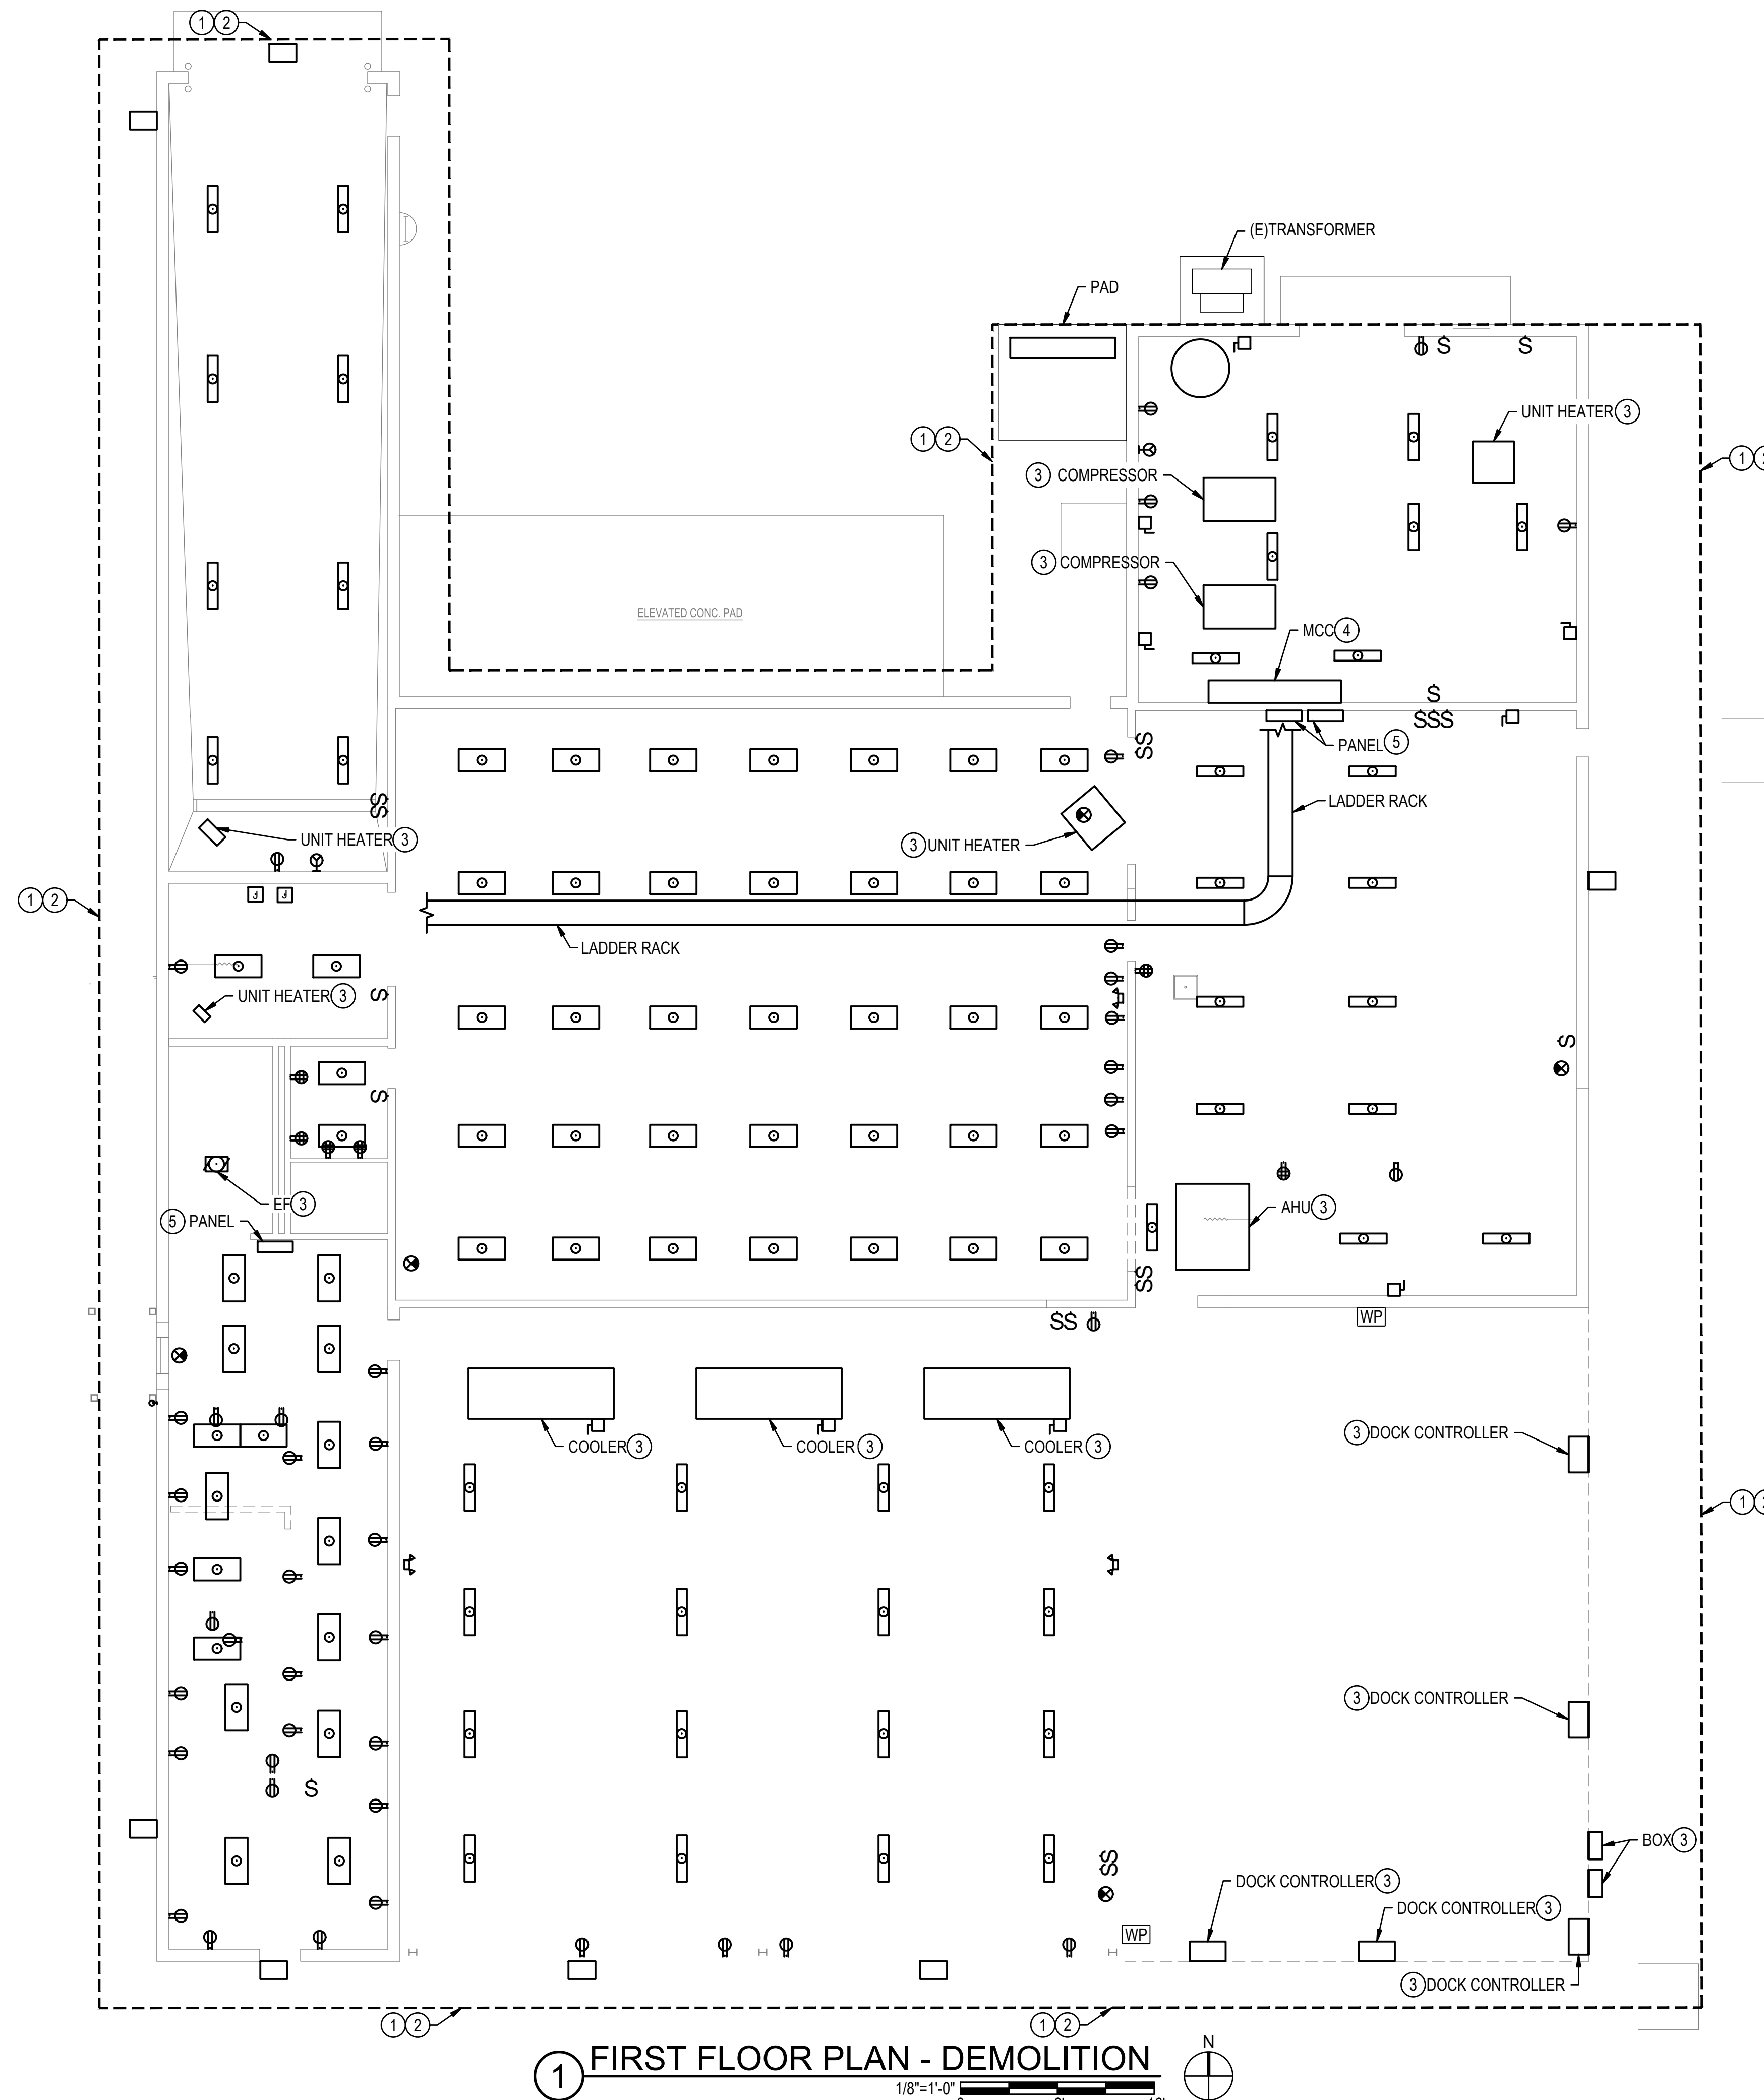 1 2
(E)TRANSFORMER
PAD
S S
UNIT HEATER 3
1 2
1
3 COMPRESSOR
3 COMPRESSOR
ELEVATED CONC. PAD
MCC 4
S
SSS
PANEL 5
SS
SS
LADDER RACK
UNIT HEATER 3
3 UNIT HEATER
J J
1 2
LADDER RACK
UNIT HEATER 3
S
S
S
EF 3
AHU 3
5 PANEL
SS
SS
WP
3 DOCK CONTROLLER
COOLER 3
COOLER 3
COOLER 3
1
3 DOCK CONTROLLER
S
BOX 3
SS
DOCK CONTROLLER 3
DOCK CONTROLLER 3
WP
3 DOCK CONTROLLER
1 2
1 2
N
1 FIRST FLOOR PLAN - DEMOLITION
1/8"=1'-0"